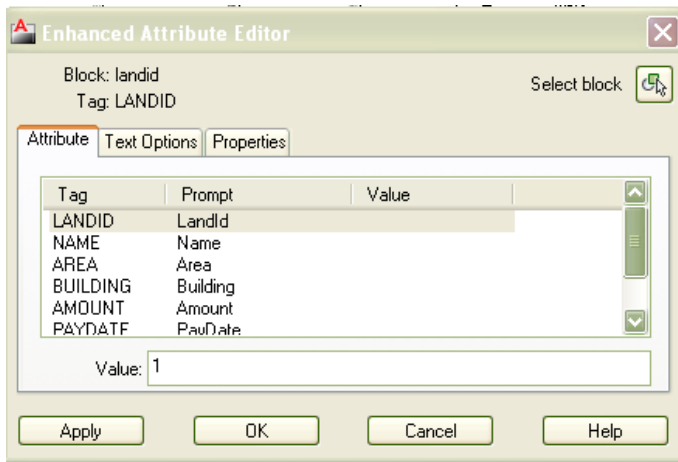 Enhanced Attribute Editor
Block: landid
Select block
Tag: LANDID
Attribute Text Options Properties
Tag Prompt Value
LANDID LandId
NAME Name
AREA Area
BUILDING Building
AMOUNT Amount
PAYDATE PayDate
Value: 1
Apply OK Cancel Help